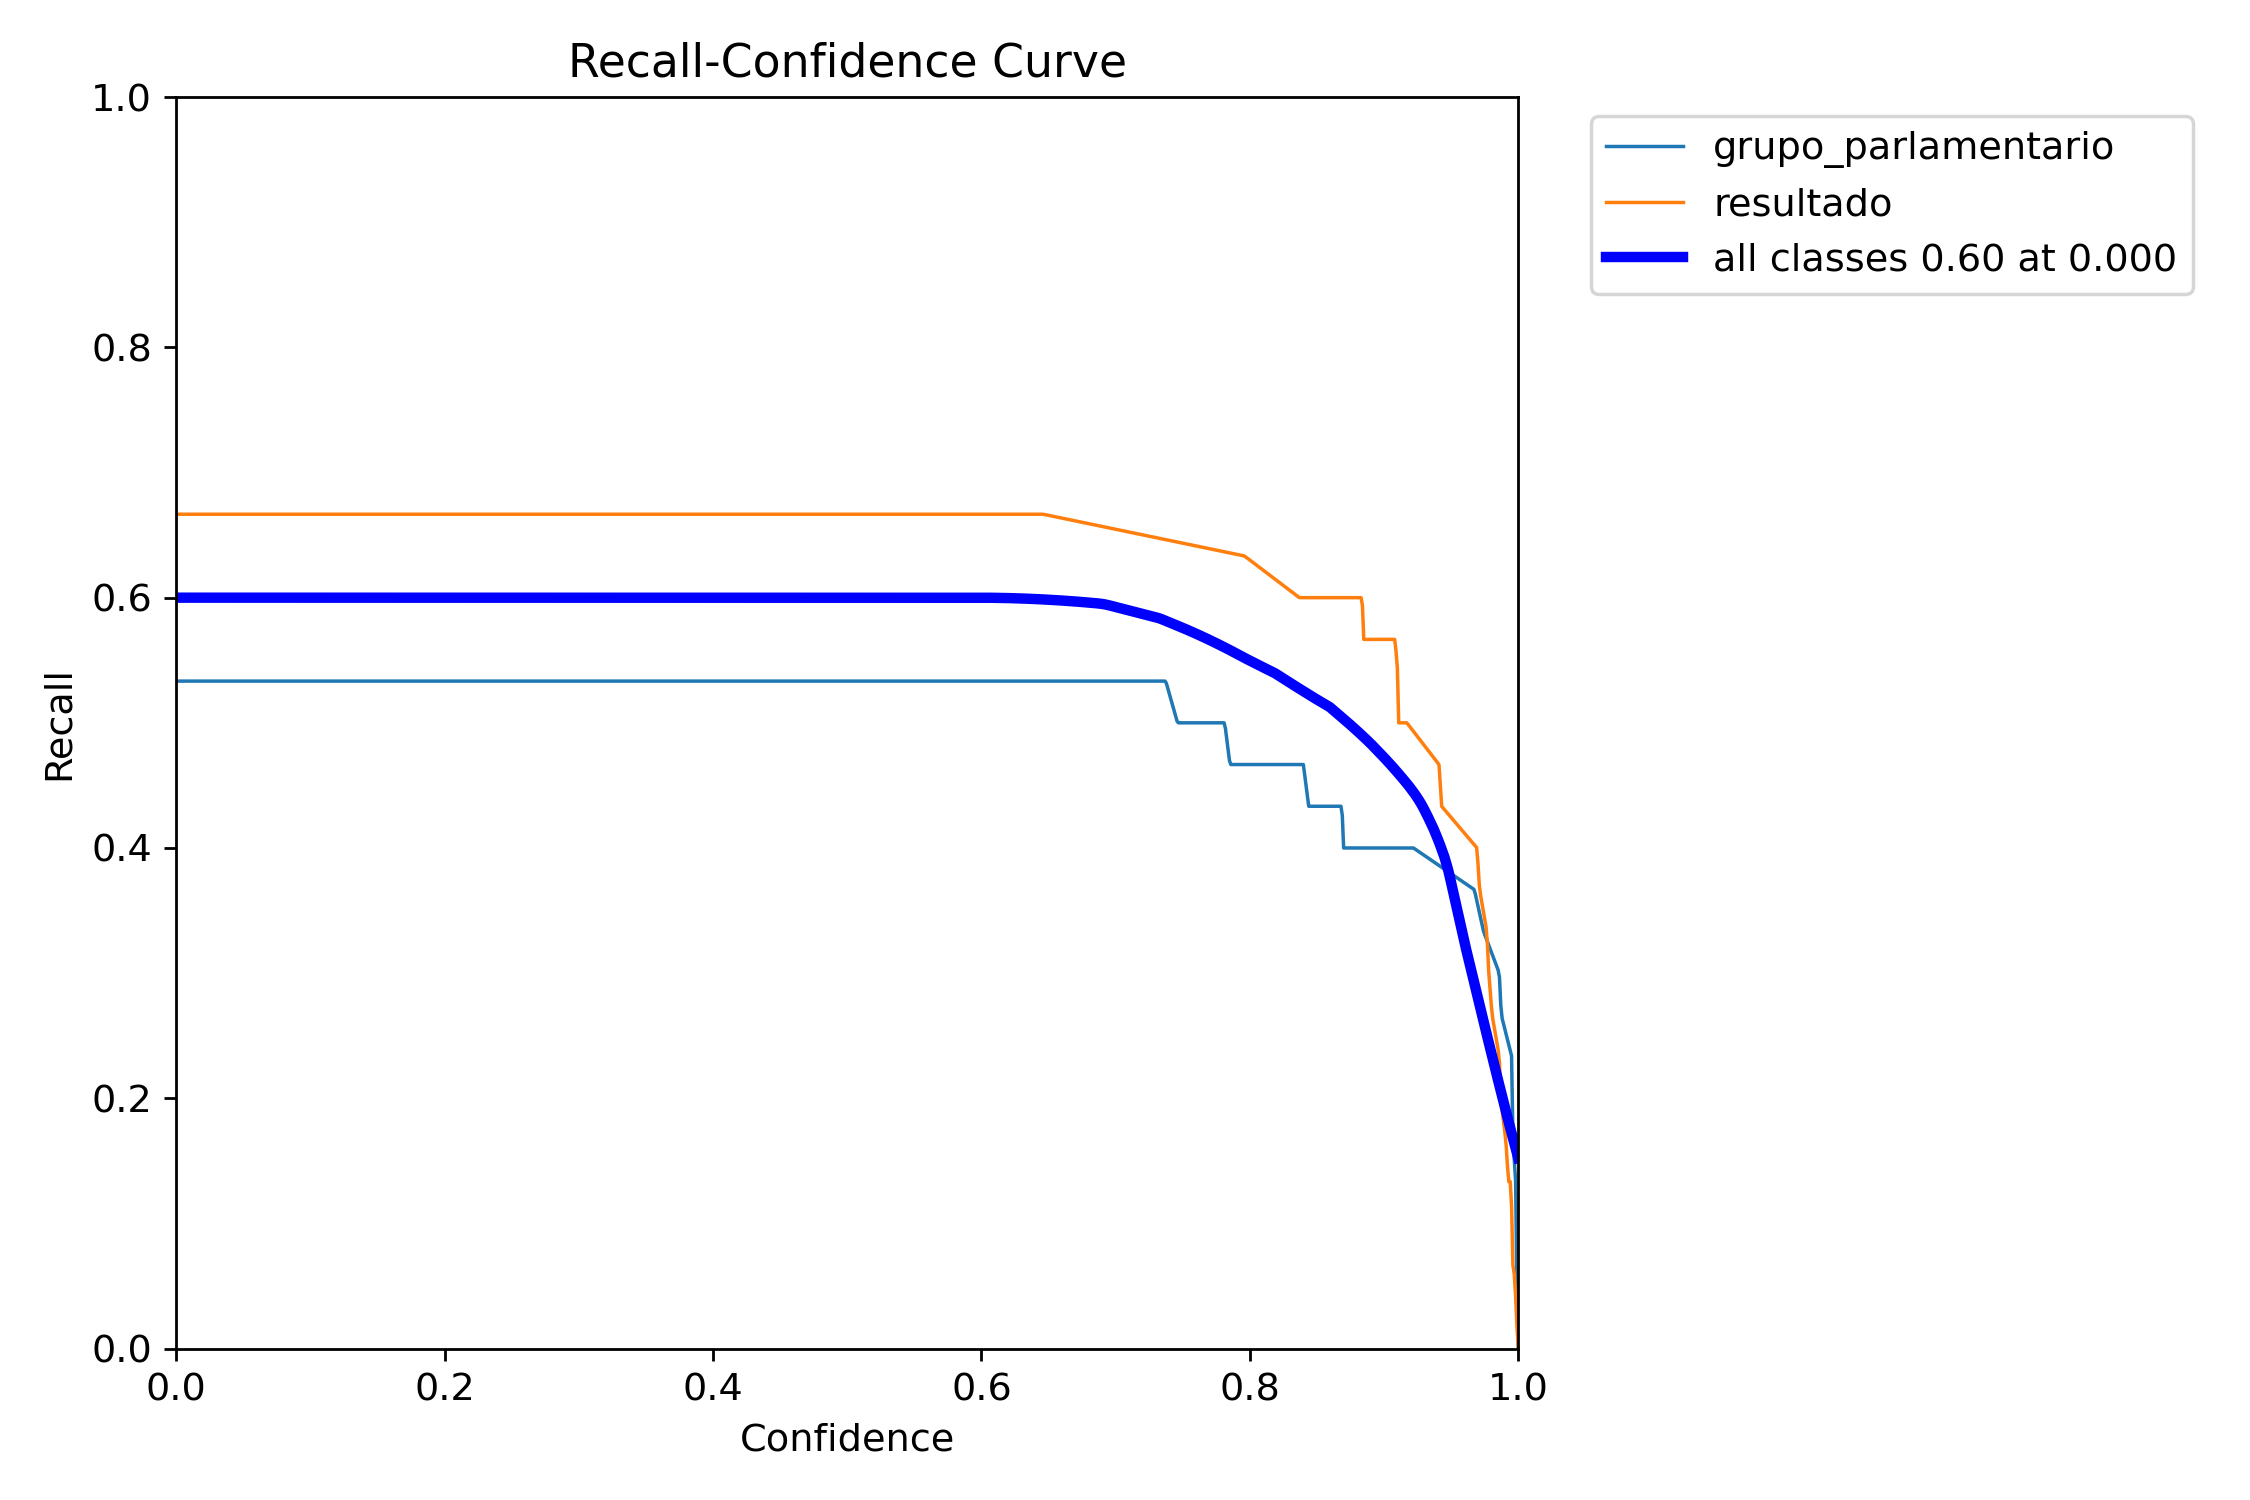 Recall-Confidence Curve
1.0
0.8
0.6
0.4
0.2
0.0
Recall
0.0 0.2 0.4 0.6 0.8 1.0
Confidence
grupo_parlamentario
resultado
all classes 0.60 at 0.000